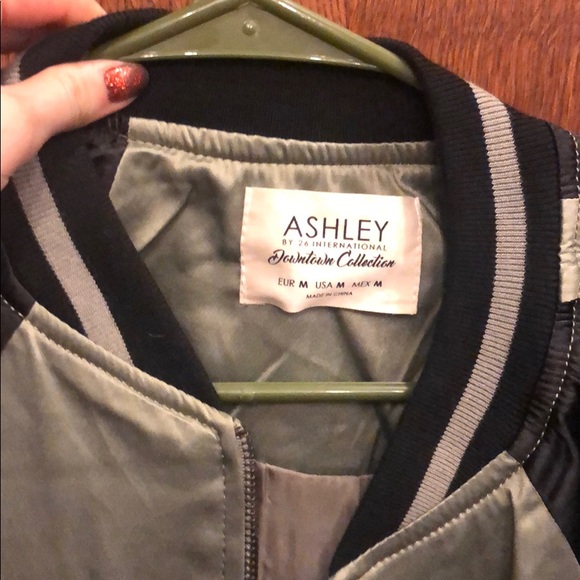 ASHLEY
BY 26 INTERNATIONAL
Downtown Collection
EUR M USA M MEX M
MADE IN CHINA